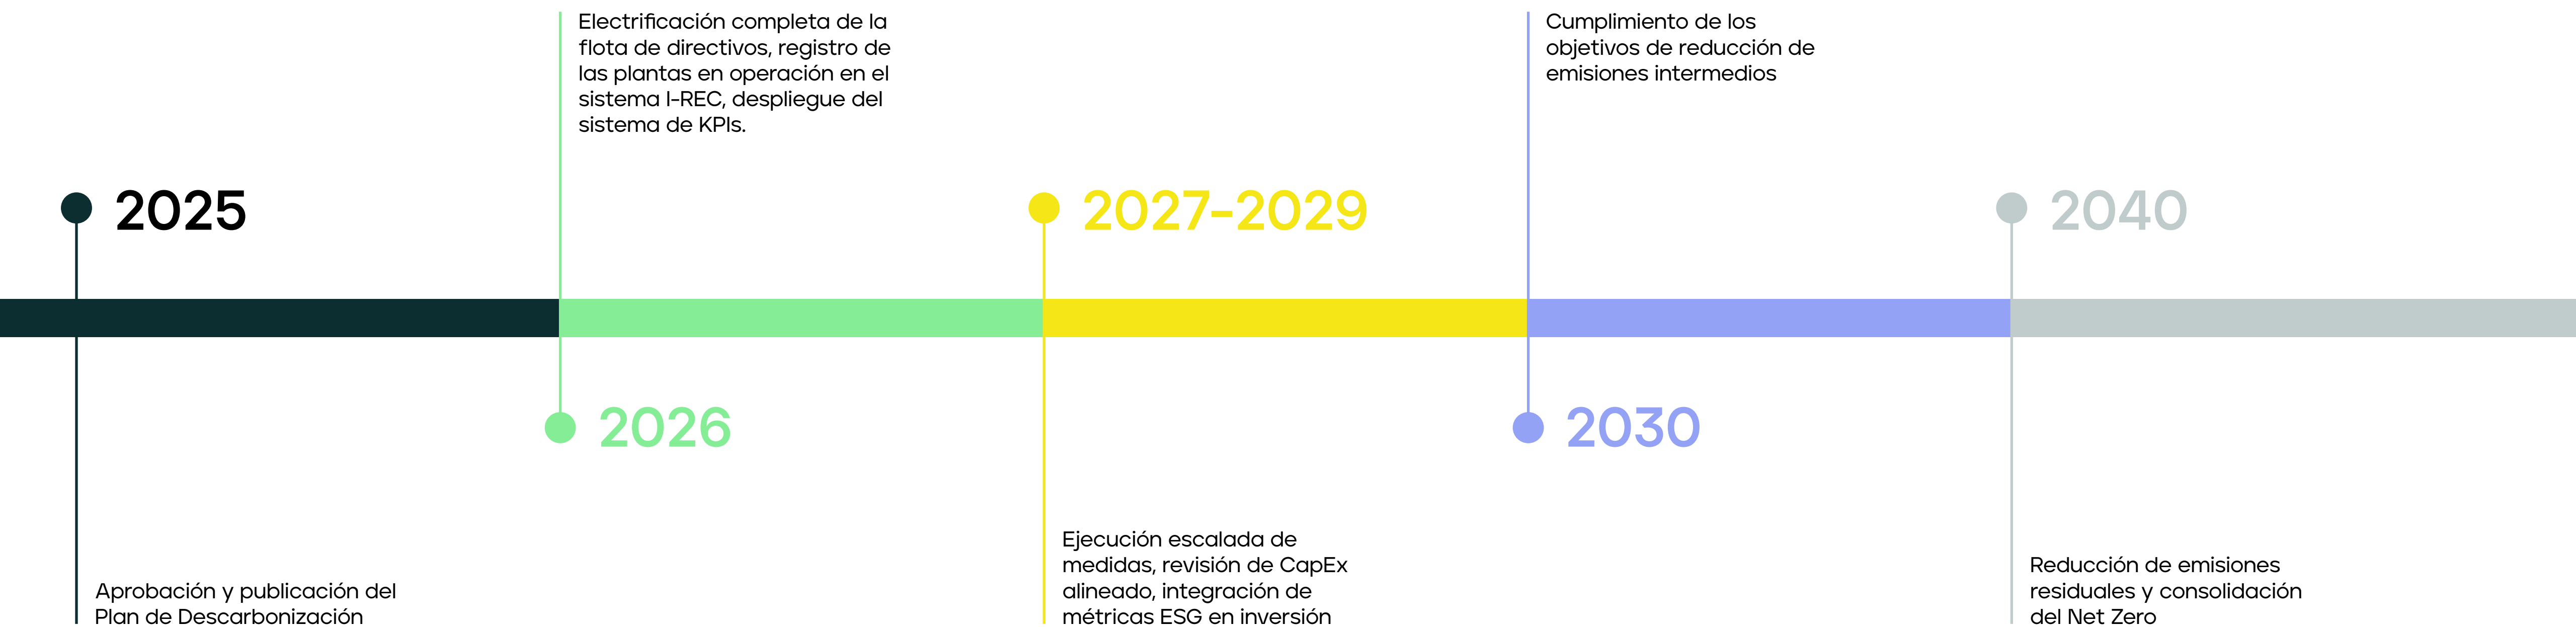 2025
Aprobación y publicación del
Plan de Descarbonización
Electrificación completa de la
flota de directivos, registro de
las plantas en operación en el
sistema I-REC, despliegue del
sistema de KPIs.
2026
2027-2029
Ejecución escalada de
medidas, revisión de CapEx
alineado, integración de
métricas ESG en inversión
Cumplimiento de los
objetivos de reducción de
emisiones intermedios
2030
2040
Reducción de emisiones
residuales y consolidación
del Net Zero